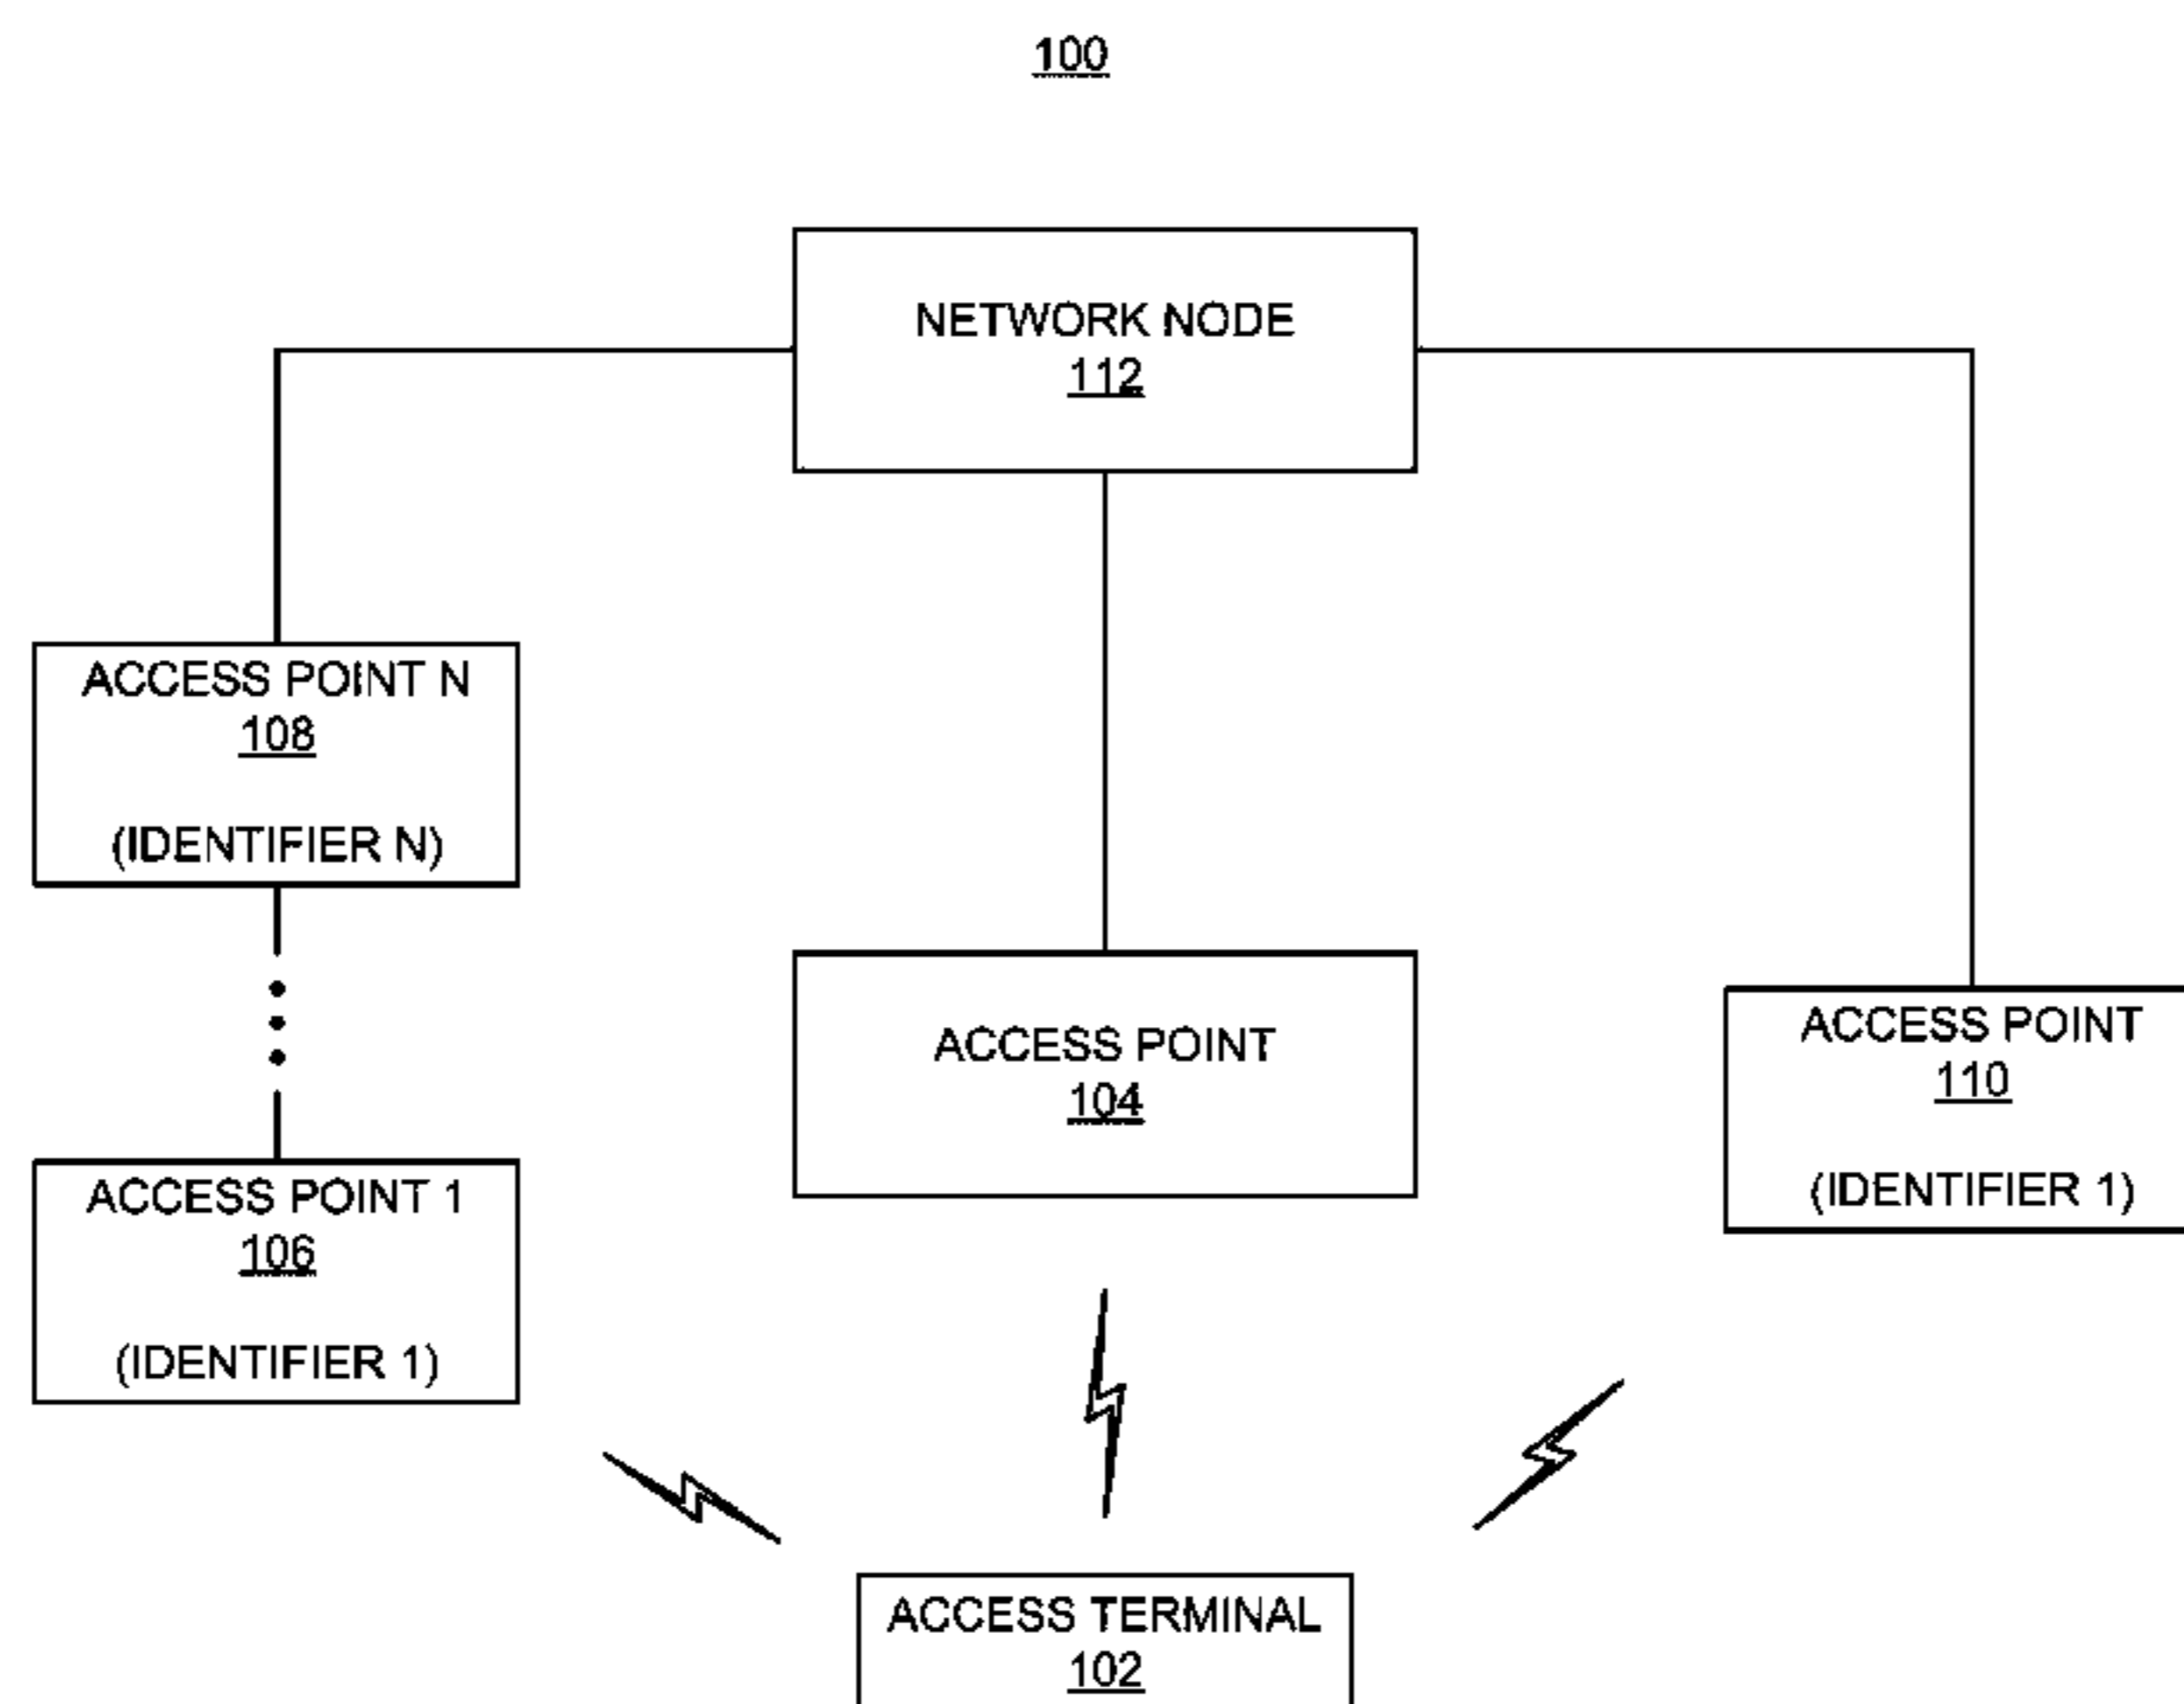 100
NETWORK NODE
112
ACCESS POINT N
108
(IDENTIFIER N)
ACCESS POINT
104
ACCESS POINT
110
(IDENTIFIER 1)
ACCESS POINT 1
106
(IDENTIFIER 1)
ACCESS TERMINAL
102